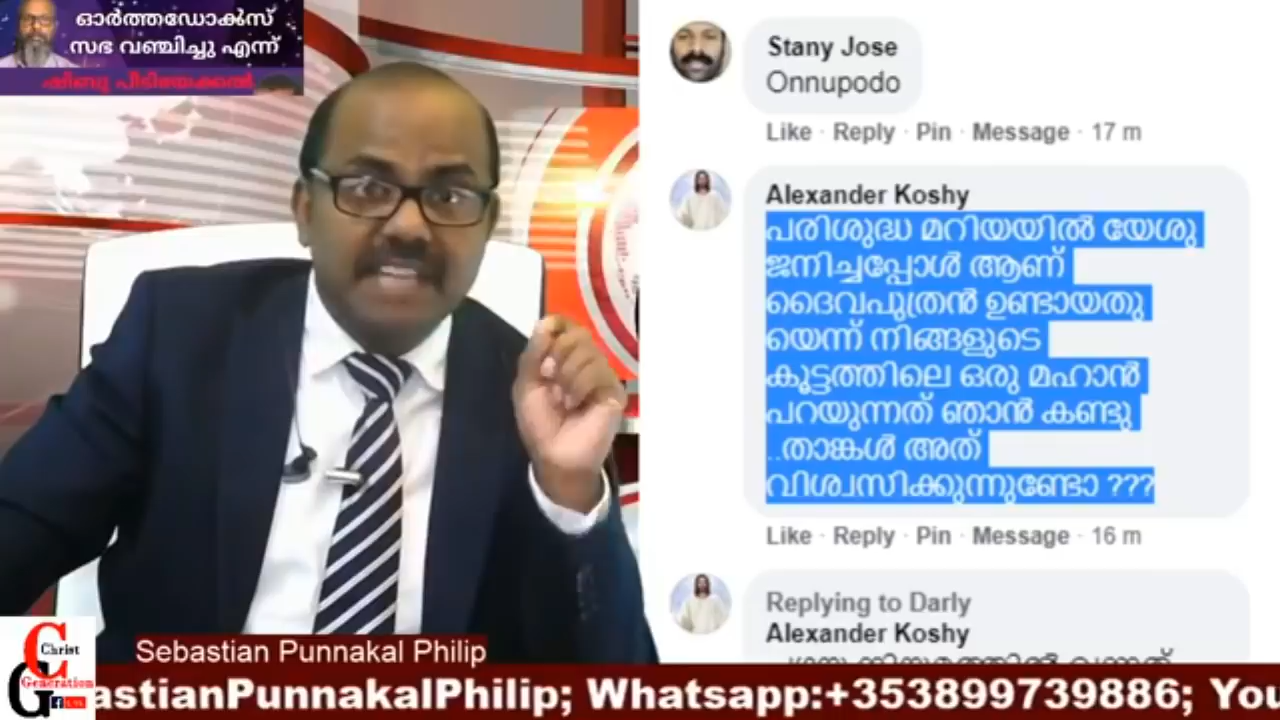 ഓർത്തഡോക്സ്
സഭ വഞ്ചിച്ചു എന്ന്
ഷിബു പീടിയേക്കൽ
Stany Jose
Onnupodo
Like · Reply · Pin · Message · 17 m
Alexander Koshy
പരിശുദ്ധ മറിയയിൽ യേശു
ജനിച്ചപ്പോൾ ആണ്
ദൈവപുത്രൻ ഉണ്ടായതു
യെന്ന് നിങ്ങളുടെ
കൂട്ടത്തിലെ ഒരു മഹാൻ
പറയുന്നത് ഞാൻ കണ്ടു
..താങ്കൾ അത്
വിശ്വസിക്കുന്നുണ്ടോ ???
Like · Reply · Pin · Message · 16 m
Replying to Darly
Alexander Koshy
Christ
Generation
Sebastian Punnakal Philip
bastianPunnakalPhilip; Whatsapp:+353899739886; You